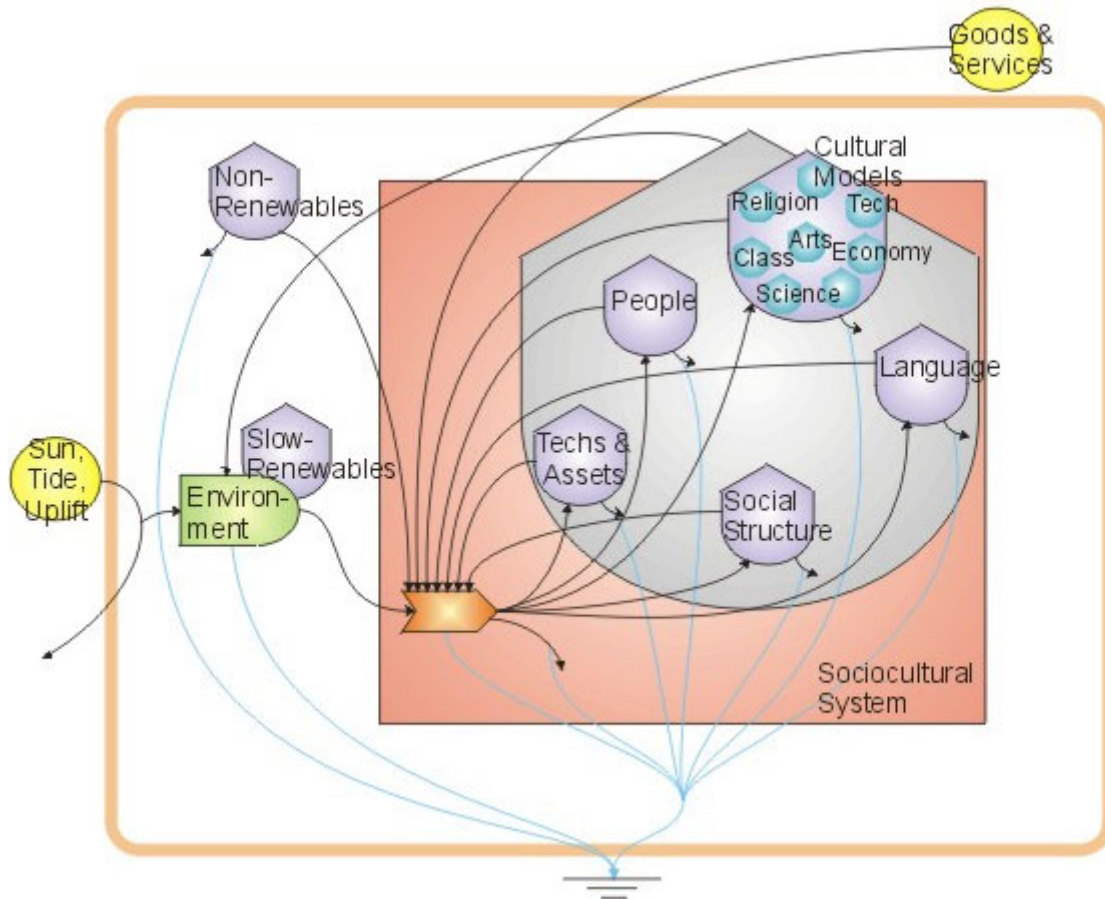 Goods &
Services
Cultural
Models
Non-
Renewables
Religion
Tech
Arts
Class
Economy
Science
People
Language
Slow-
Renewables
Techs &
Assets
Sun,
Tide,
Uplift
Environ-
ment
Social
Structure
Sociocultural
System